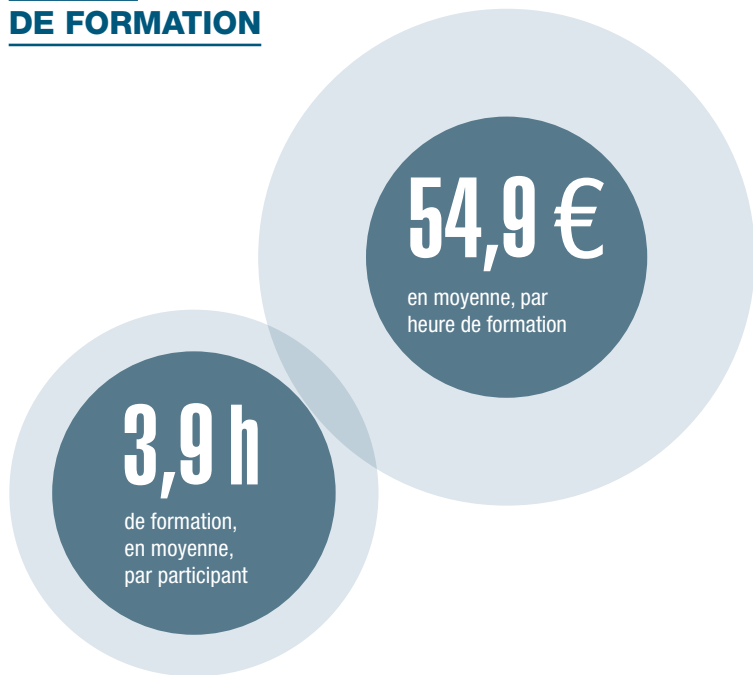 DE FORMATION
54,9 €
en moyenne, par
heure de formation
3,9 h
de formation,
en moyenne,
par participant